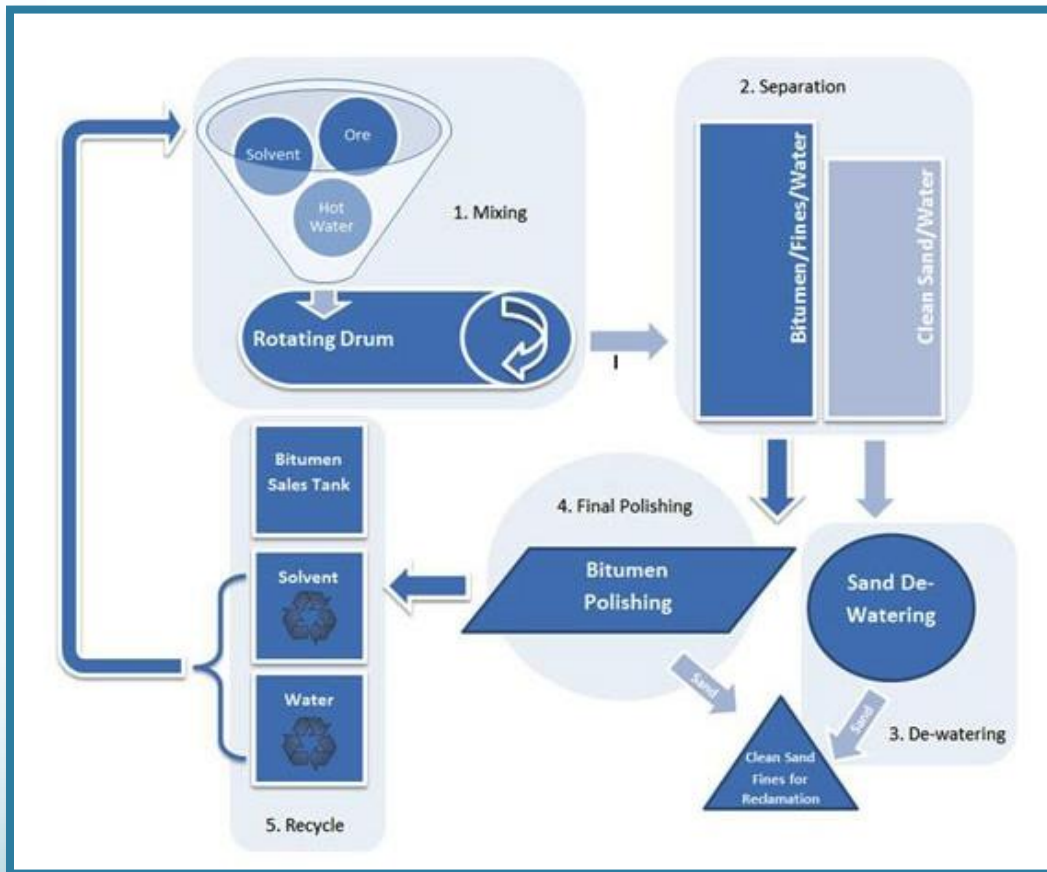 Solvent
Ore
Hot
Water
1. Mixing
Rotating Drum
I
2. Separation
Bitumen/Fines/Water
Clean Sand/Water
Bitumen
Sales Tank
Solvent
Water
5. Recycle
4. Final Polishing
Bitumen
Polishing
Sand
Sand De-
Watering
Sand
3. De-watering
Clean Sand
Fines for
Reclamation